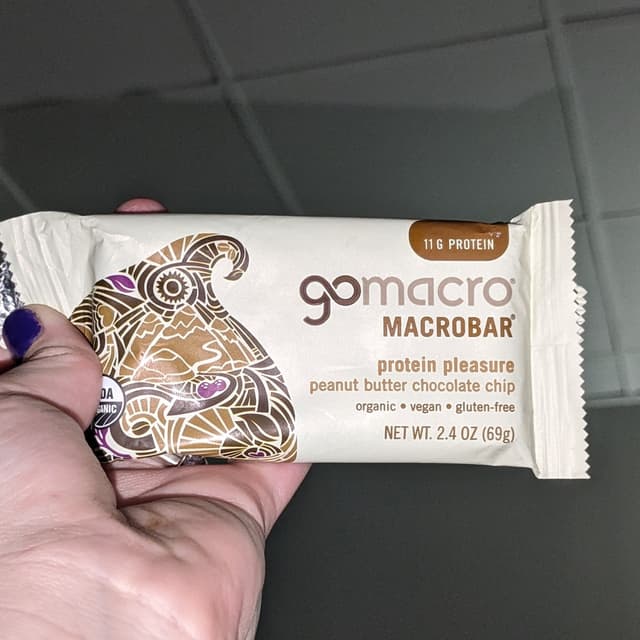 11 G PROTEIN
gomacro®
MACROBAR®
protein pleasure
peanut butter chocolate chip
organic • vegan • gluten-free
NET WT. 2.4 OZ (69g)